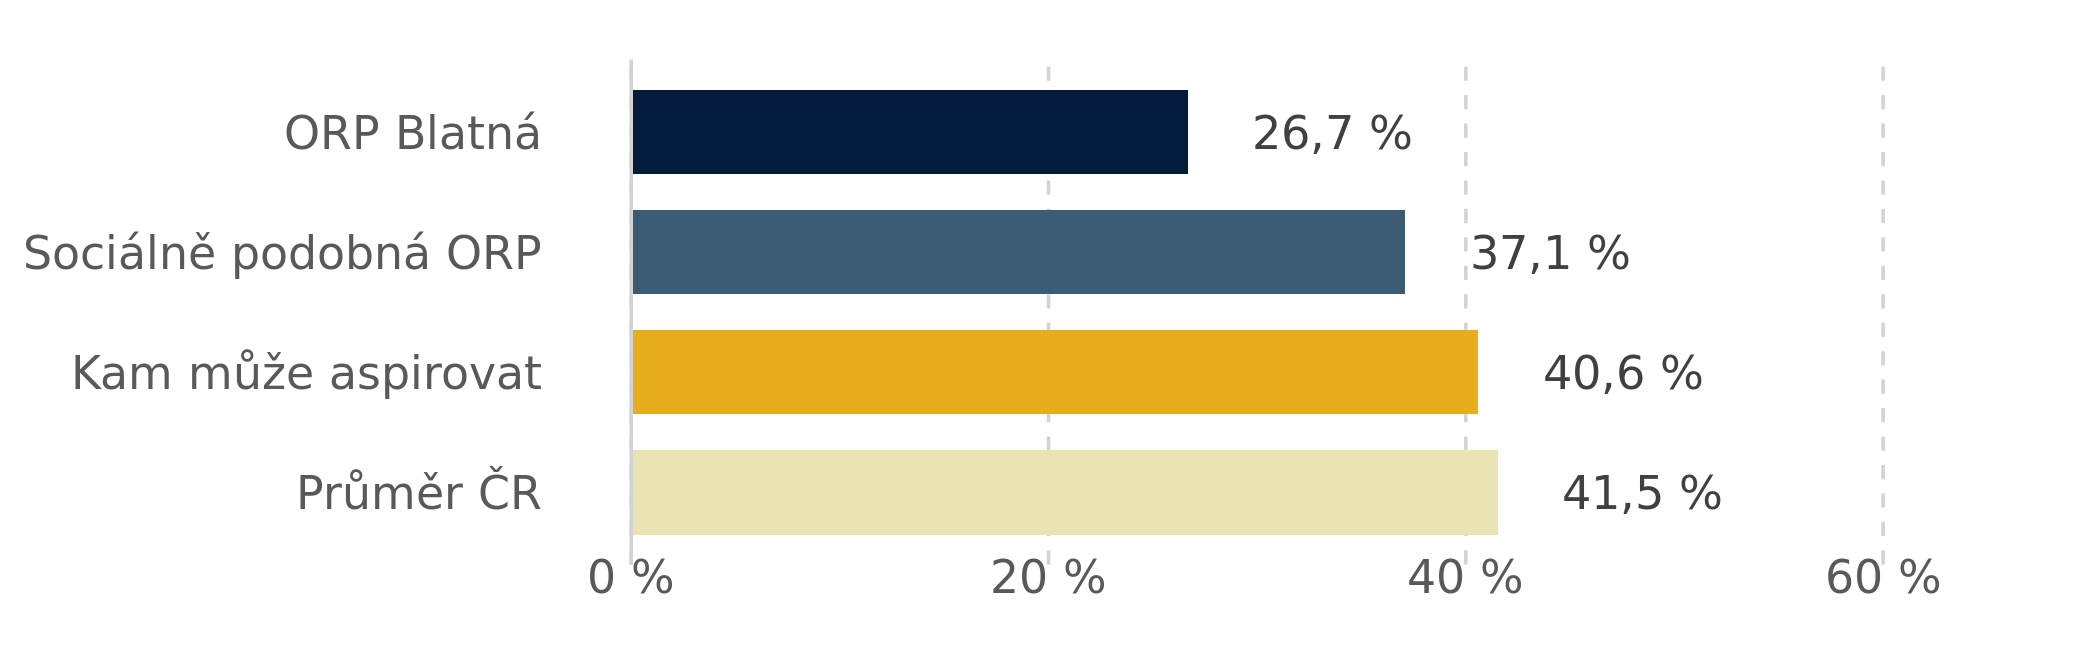 ORP Blatná
26,7 %
Sociálně podobná ORP
37,1 %
Kam může aspirovat
40,6 %
Průměr ČR
41,5 %
0 %
20 %
40 %
60 %